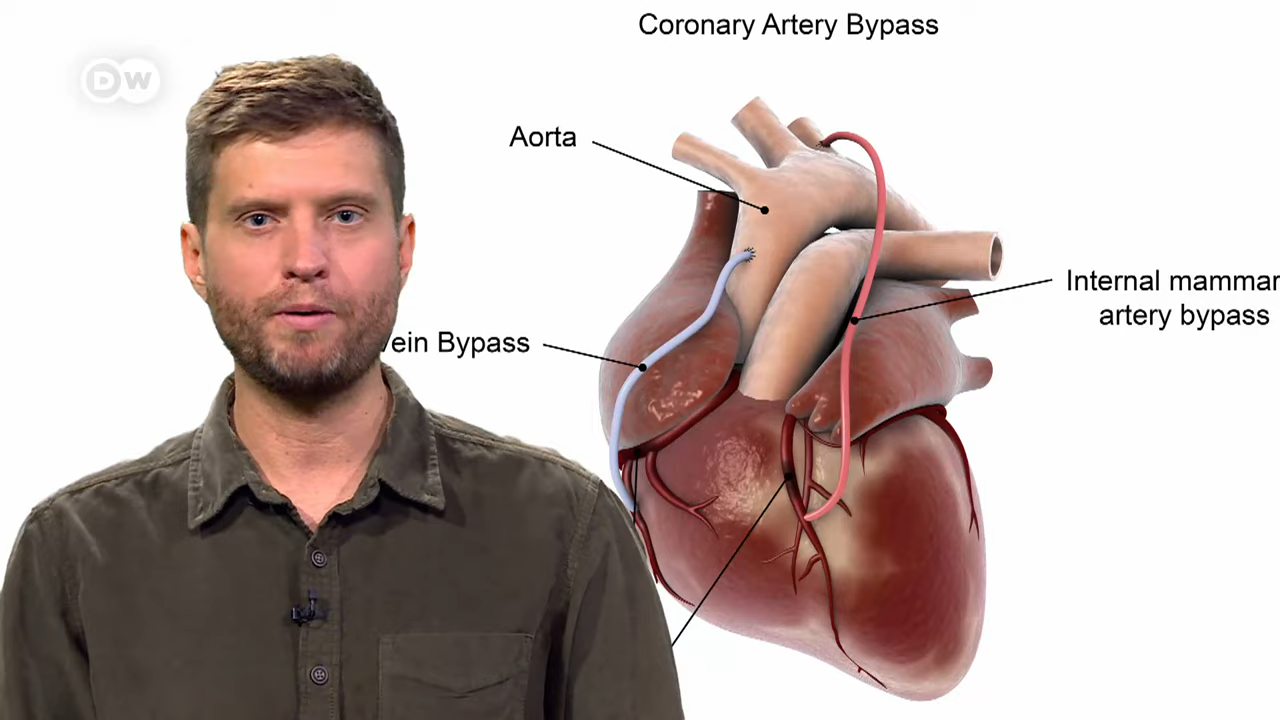 Coronary Artery Bypass
DW
Aorta
Internal mammar
artery bypass
vein Bypass